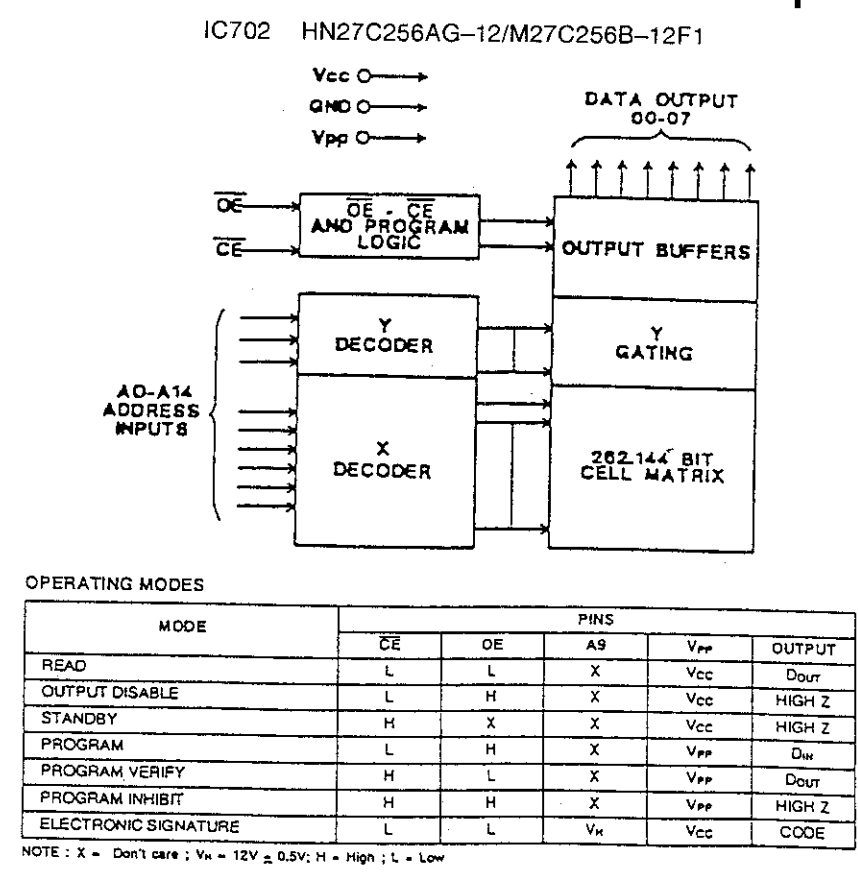 IC702 HN27C256AG–12/M27C256B–12F1
Vcc
GND
Vpp
DATA OUTPUT
00-07
OE
CE
OE - CE
AND PROGRAM
LOGIC
OUTPUT BUFFERS
Y
DECODER
Y
GATING
A0-A14
ADDRESS
INPUTS
X
DECODER
262.144 BIT
CELL MATRIX
OPERATING MODES
MODE PINS
CE OE A9 VPP OUTPUT
READ L L X VCC DOUT
OUTPUT DISABLE L H X VCC HIGH Z
STANDBY H X X VCC HIGH Z
PROGRAM L H X VPP DIN
PROGRAM VERIFY H L X VPP DOUT
PROGRAM INHIBIT H H X VPP HIGH Z
ELECTRONIC SIGNATURE L L VH VCC CODE
NOTE : X = Don't care ; VH = 12V ± 0.5V; H = High ; L = Low